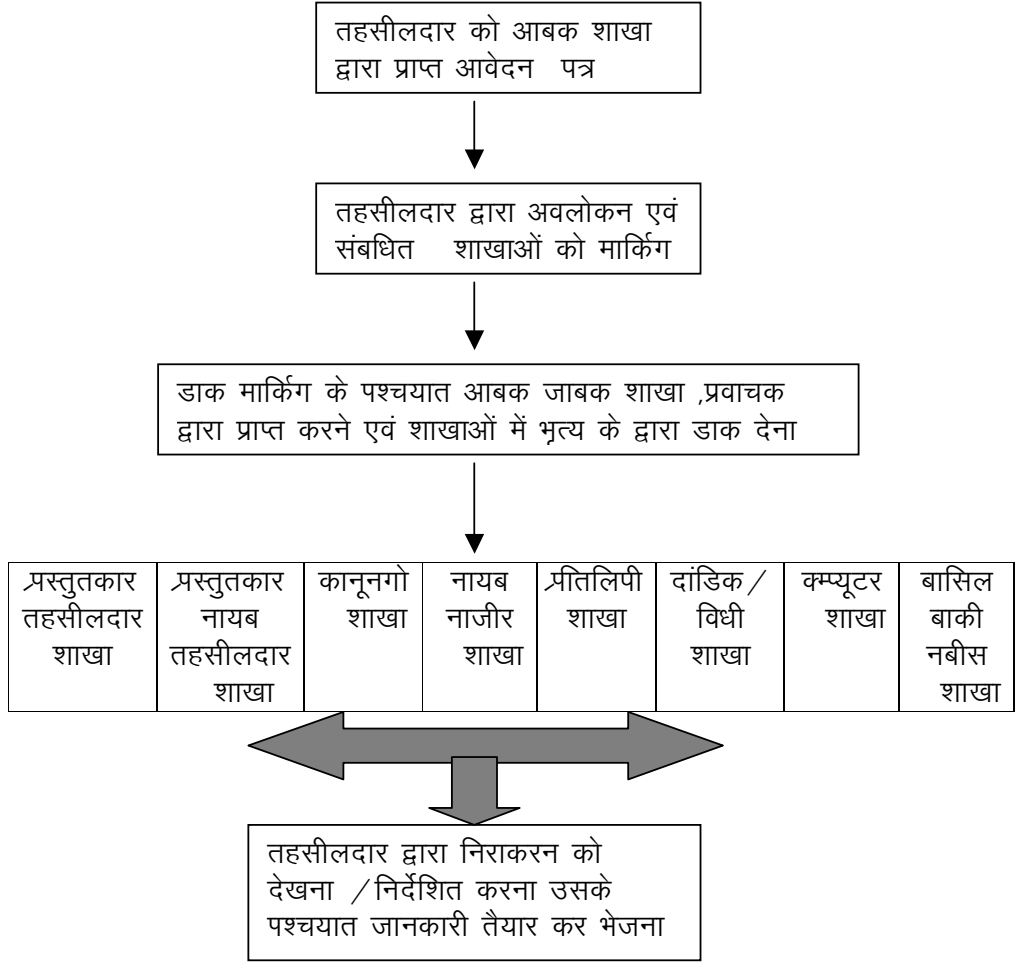 तहसीलदार को आबक शाखा
द्वारा प्राप्त आवेदन पत्र
तहसीलदार द्वारा अवलोकन एवं
संबधित शाखाओं को मार्किग
डाक मार्किग के पश्चयात आबक जाबक शाखा ,प्रवाचक
द्वारा प्राप्त करने एवं शाखाओं में भृत्य के द्वारा डाक देना
प्रस्तुतकार
तहसीलदार
शाखा
प्रस्तुतकार
नायब
तहसीलदार
शाखा
कानूनगो
शाखा
नायब
नाजीर
शाखा
प्रतिलिपी
शाखा
दांडिक/
विधी
शाखा
कम्प्यूटर
शाखा
बासिल
बाकी
नबीस
शाखा
तहसीलदार द्वारा निराकरन को
देखना /निर्देशित करना उसके
पश्चयात जानकारी तैयार कर भेजना